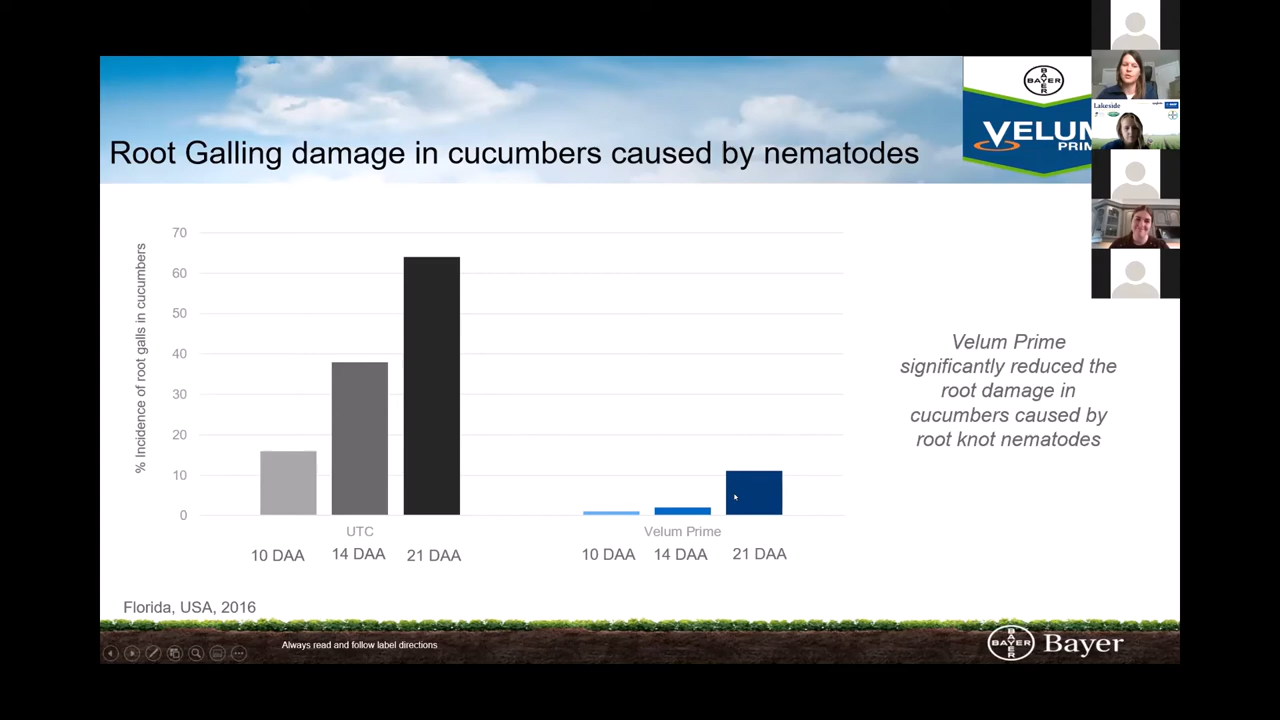 Root Galling damage in cucumbers caused by nematodes
BAYER
BAYER
VELUM
PRIM
Lakeside
% Incidence of root galls in cucumbers
70
60
50
40
30
20
10
0
UTC
Velum Prime
10 DAA
14 DAA
21 DAA
10 DAA
14 DAA
21 DAA
Velum Prime
significantly reduced the
root damage in
cucumbers caused by
root knot nematodes
Florida, USA, 2016
Always read and follow label directions
BAYER
BAYER
Bayer